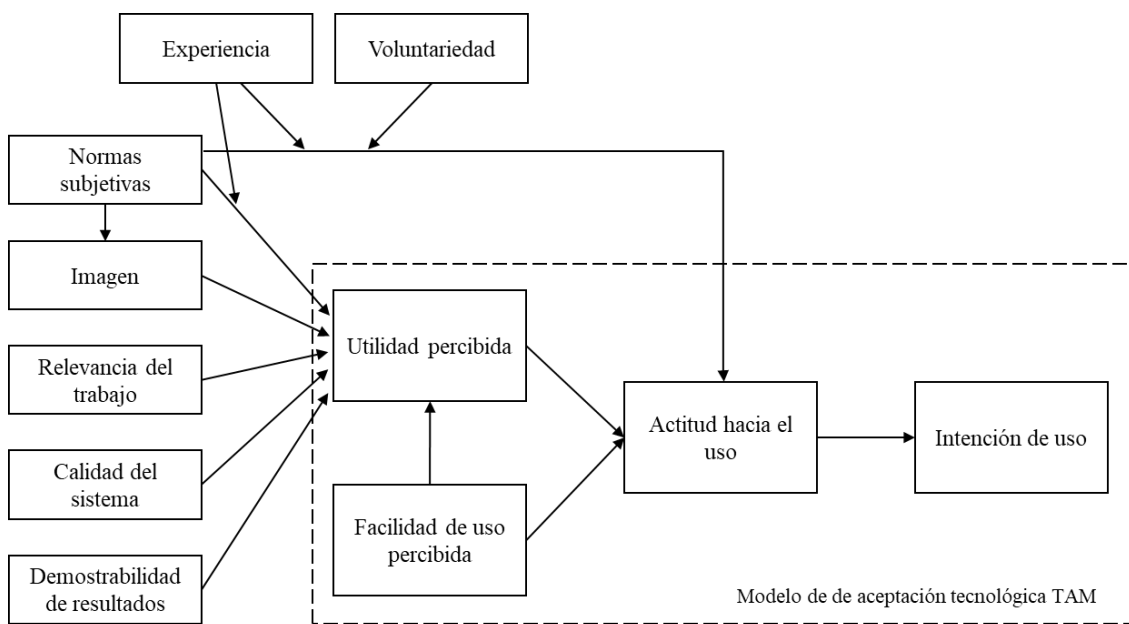 Experiencia
Voluntariedad
Normas
subjetivas
Imagen
Relevancia del
trabajo
Calidad del
sistema
Demostrabilidad
de resultados
Utilidad percibida
Facilidad de uso
percibida
Actitud hacia el
uso
Intención de uso
Modelo de de aceptación tecnológica TAM